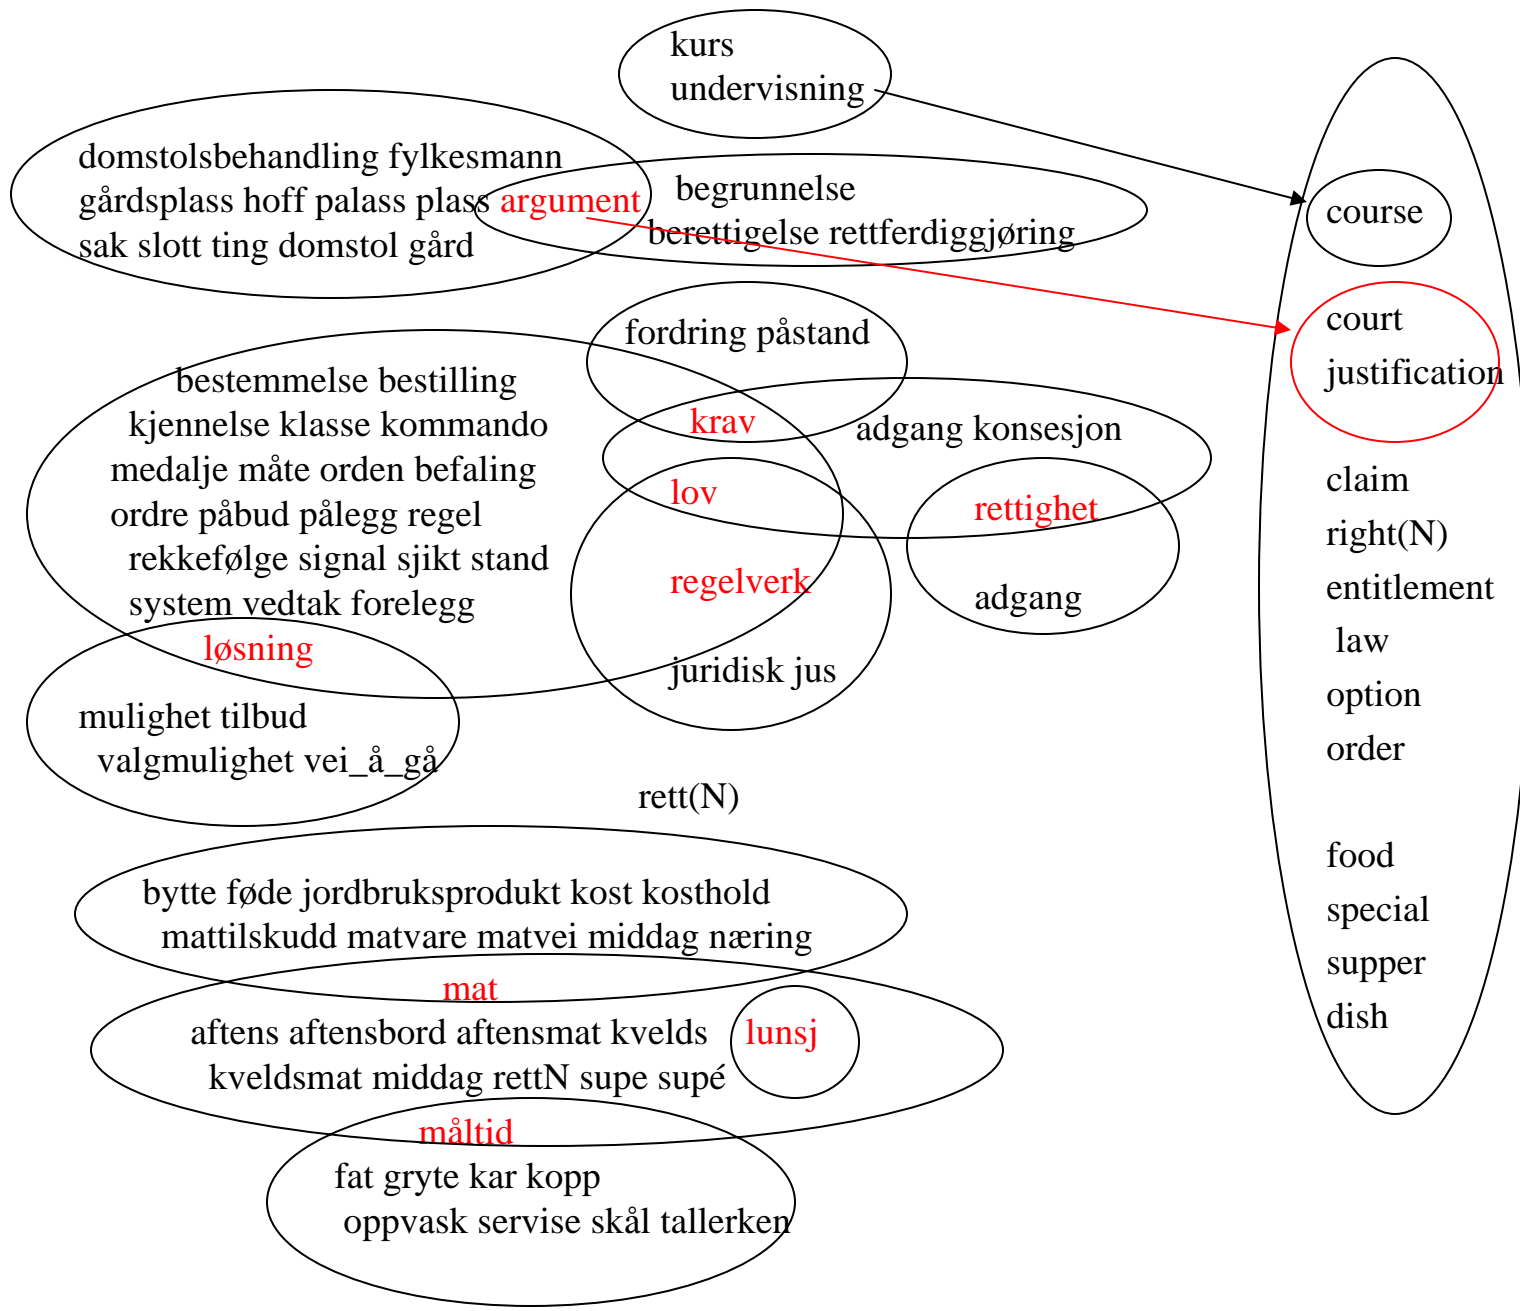 kurs
undervisning
domstolsbehandling fylkesmann
gårdsplass hoff palass plass argument
sak slott ting domstol gård
begrunnelse
berettigelse rettferdiggjøring
fordring påstand
krav
adgang konsesjon
lov
rettighet
regelverk
adgang
juridisk jus
bestemmelse bestilling
kjennelse klasse kommando
medalje måte orden befaling
ordre påbud pålegg regel
rekkefølge signal sjikt stand
system vedtak forelegg
løsning
mulighet tilbud
valgmulighet vei_å_gå
rett(N)
bytte føde jordbruksprodukt kost kosthold
mattilskudd matvare matvei middag næring
mat
aftens aftensbord aftensmat kvelds lunsj
kveldsmat middag rettN supe supé
måltid
fat gryte kar kopp
oppvask servise skål tallerken
course
court
justification
claim
right(N)
entitlement
law
option
order
food
special
supper
dish